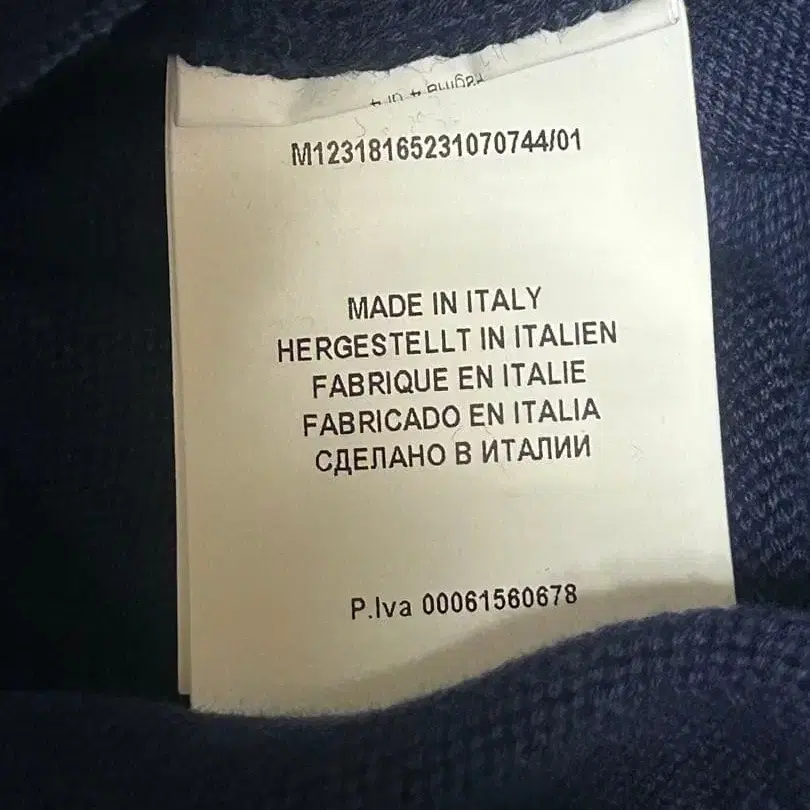 M12318165231070744/01
MADE IN ITALY
HERGESTELLT IN ITALIEN
FABRIQUE EN ITALIE
FABRICADO EN ITALIA
СДЕЛАНО В ИТАЛИИ
P.Iva 00061560678